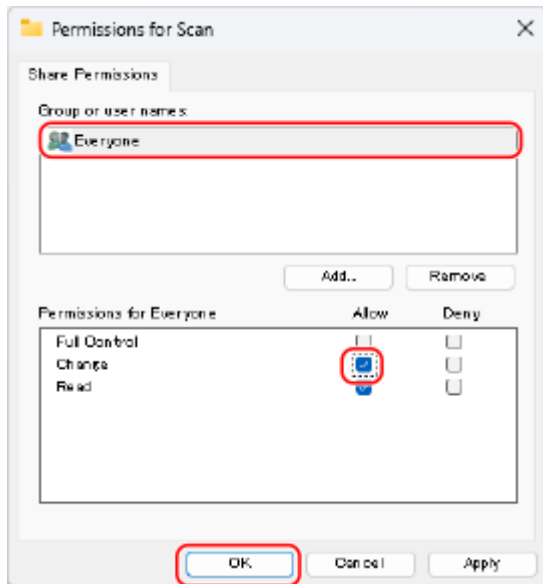 Permissions for Scan
Share Permissions
Group or user names:
Everyone
Add...
Remove
Permissions for Everyone Allow Deny
Full Control
Change
Read
OK Cancel Apply